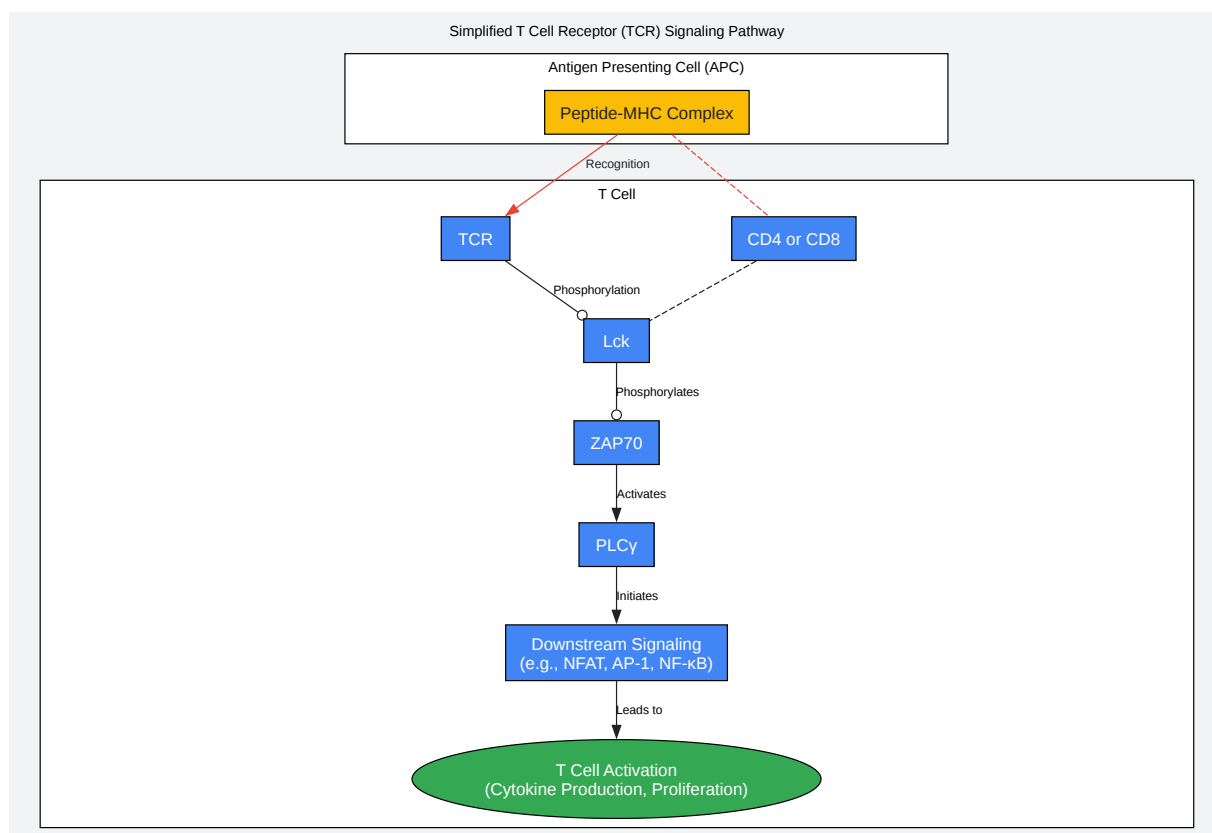 Simplified T Cell Receptor (TCR) Signaling Pathway
Antigen Presenting Cell (APC)
Peptide-MHC Complex
Recognition
T Cell
TCR
CD4 or CD8
Phosphorylation
Lck
Phosphorylates
ZAP70
Activates
PLCγ
Initiates
Downstream Signaling
(e.g., NFAT, AP-1, NF-κB)
Leads to
T Cell Activation
(Cytokine Production, Proliferation)